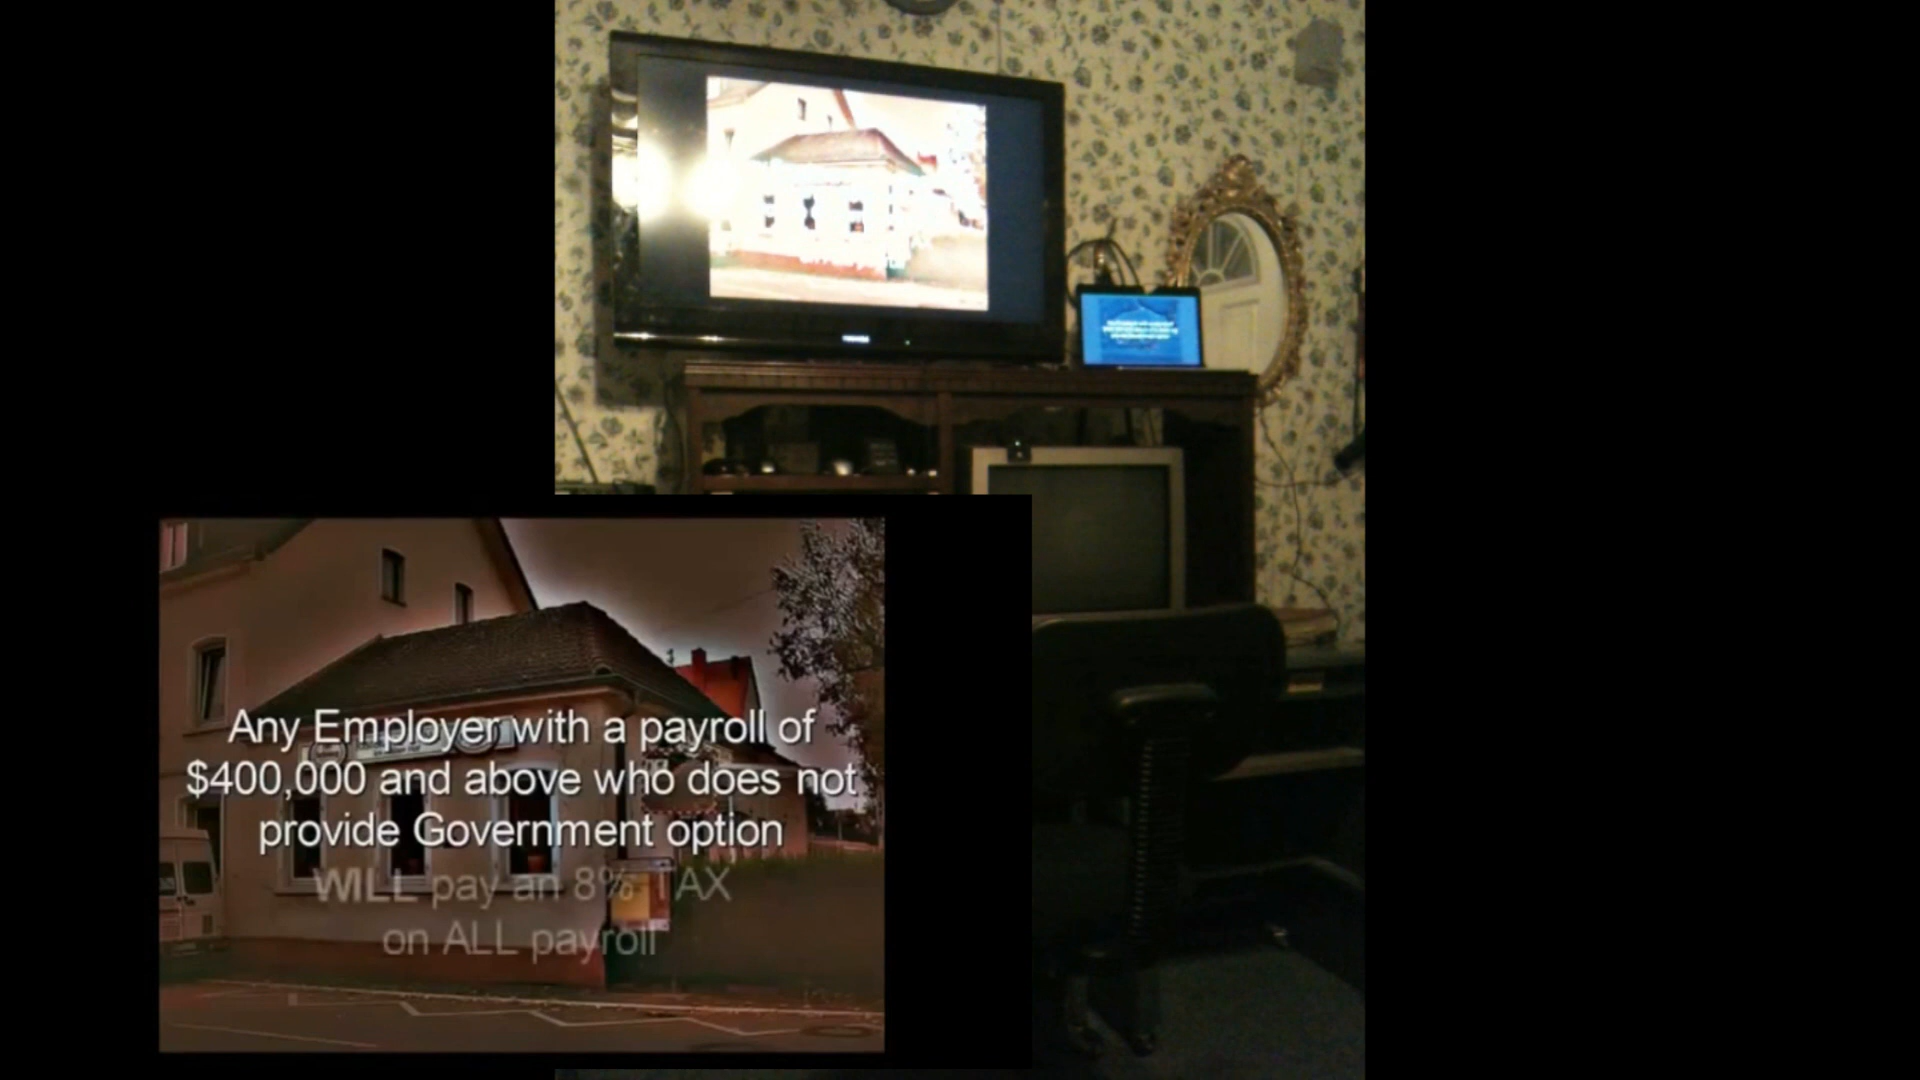 Any Employer with a payroll of
$400,000 and above who does not
provide Government option
WILL pay an 8% TAX
on ALL payroll
TOSHIBA